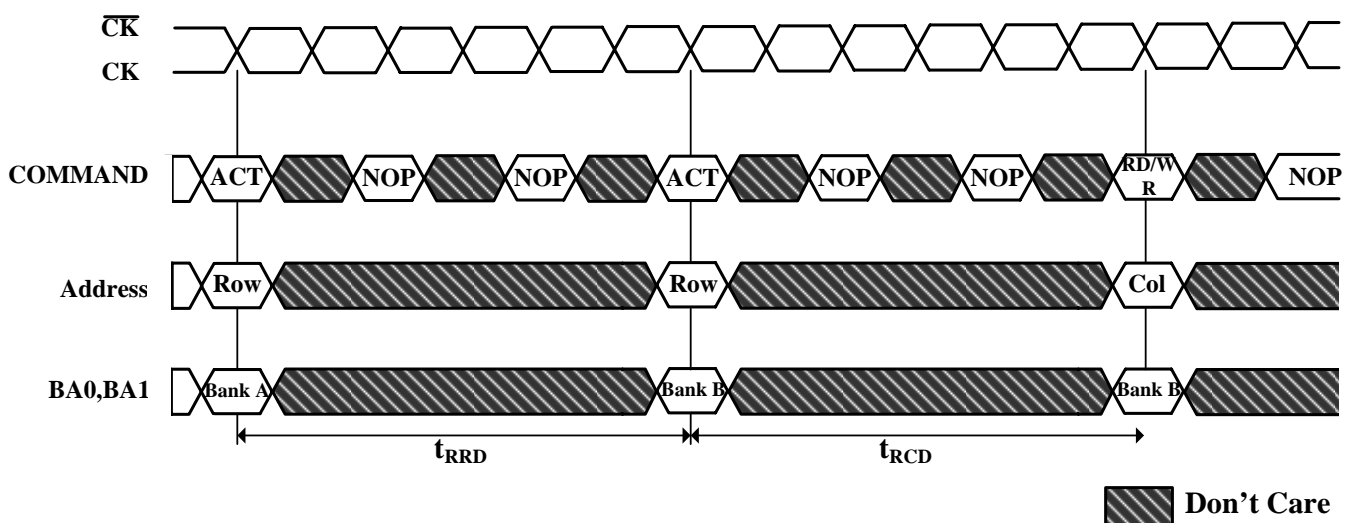 C̅K̅
CK
COMMAND ACT NOP NOP ACT NOP NOP RD/W
R NOP
Address Row Row Col
BA0,BA1 Bank A Bank B Bank B
tRRD tRCD
Don't Care